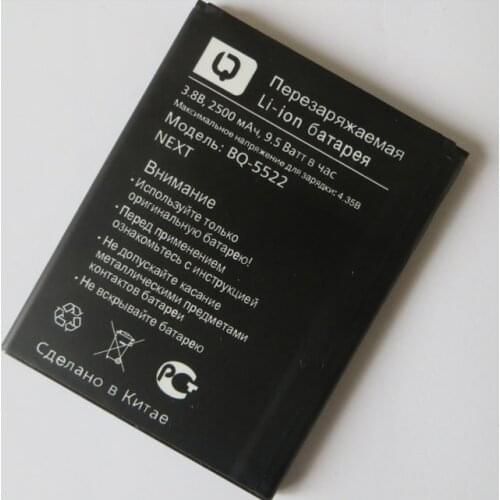 Q
Перезаряжаемая
Li-ion батарея
3.8В, 2500 мАч, 9.5 Ватт в час
Максимальное напряжение для зарядки: 4.35В
Модель: BQ-5522
NEXT
Внимание
• Используйте только
оригинальную батарею!
• Перед применением
ознакомьтесь с инструкцией
• Не допускайте касание
металлическими предметами
контактов батареи
• Не вскрывайте батарею
Сделано в Китае
РСТ